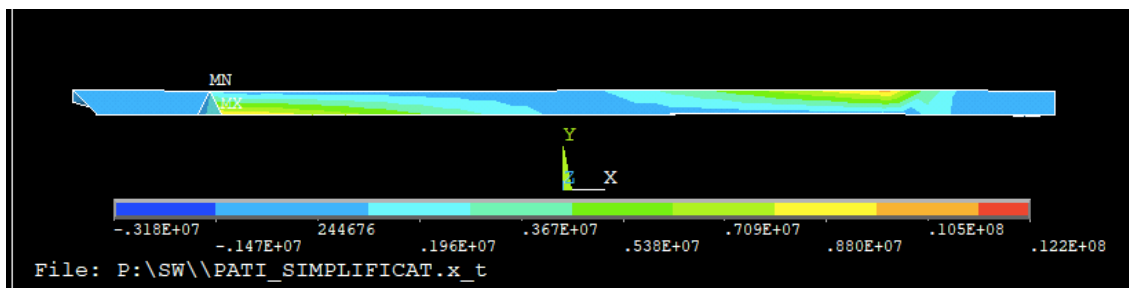 MN
MX
Y
Z X
-.318E+07 244676 .367E+07 .709E+07 .105E+08
-.147E+07 .196E+07 .538E+07 .880E+07 .122E+08
File: P:\SW\\PATI_SIMPLIFICAT.x_t